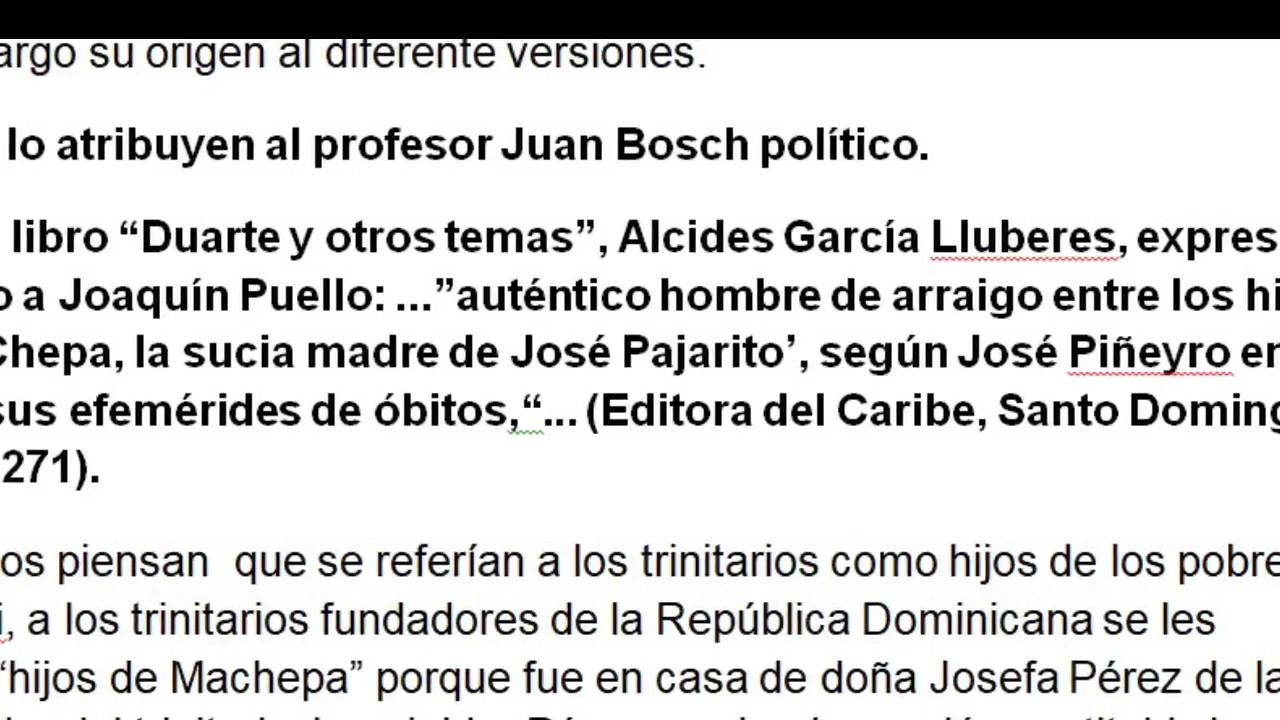 argo su origen al diferente versiones.
lo atribuyen al profesor Juan Bosch político.
libro “Duarte y otros temas”, Alcides García Lluberes, expres
o a Joaquín Puello: ...”auténtico hombre de arraigo entre los hi
Chepa, la sucia madre de José Pajarito’, según José Piñeyro en
sus efemérides de óbitos,“... (Editora del Caribe, Santo Doming
271).
os piensan  que se referían a los trinitarios como hijos de los pobre
i, a los trinitarios fundadores de la República Dominicana se les
“hijos de Machepa” porque fue en casa de doña Josefa Pérez de la